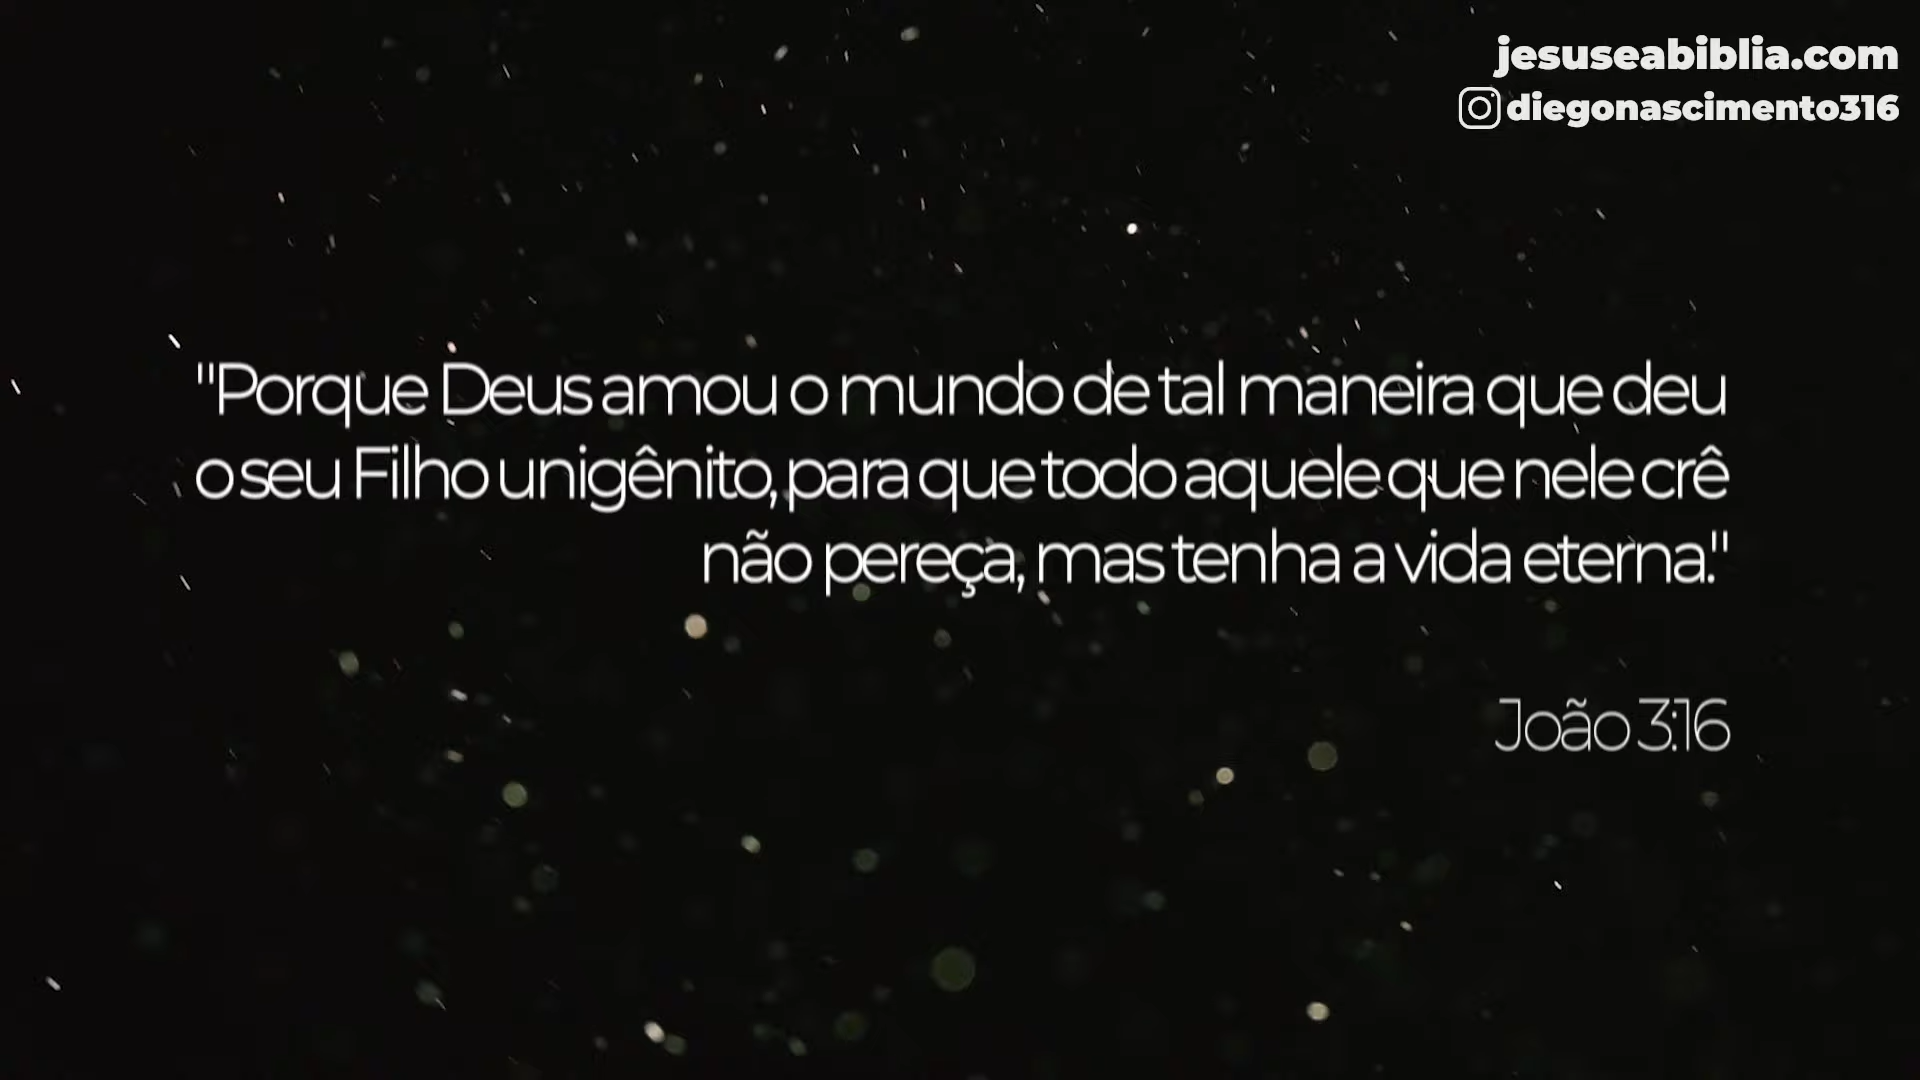 jesuseabiblia.com
diegonascimento316
"Porque Deus amou o mundo de tal maneira que deu
o seu Filho unigênito, para que todo aquele que nele crê
não pereça, mas tenha a vida eterna."
João 3:16